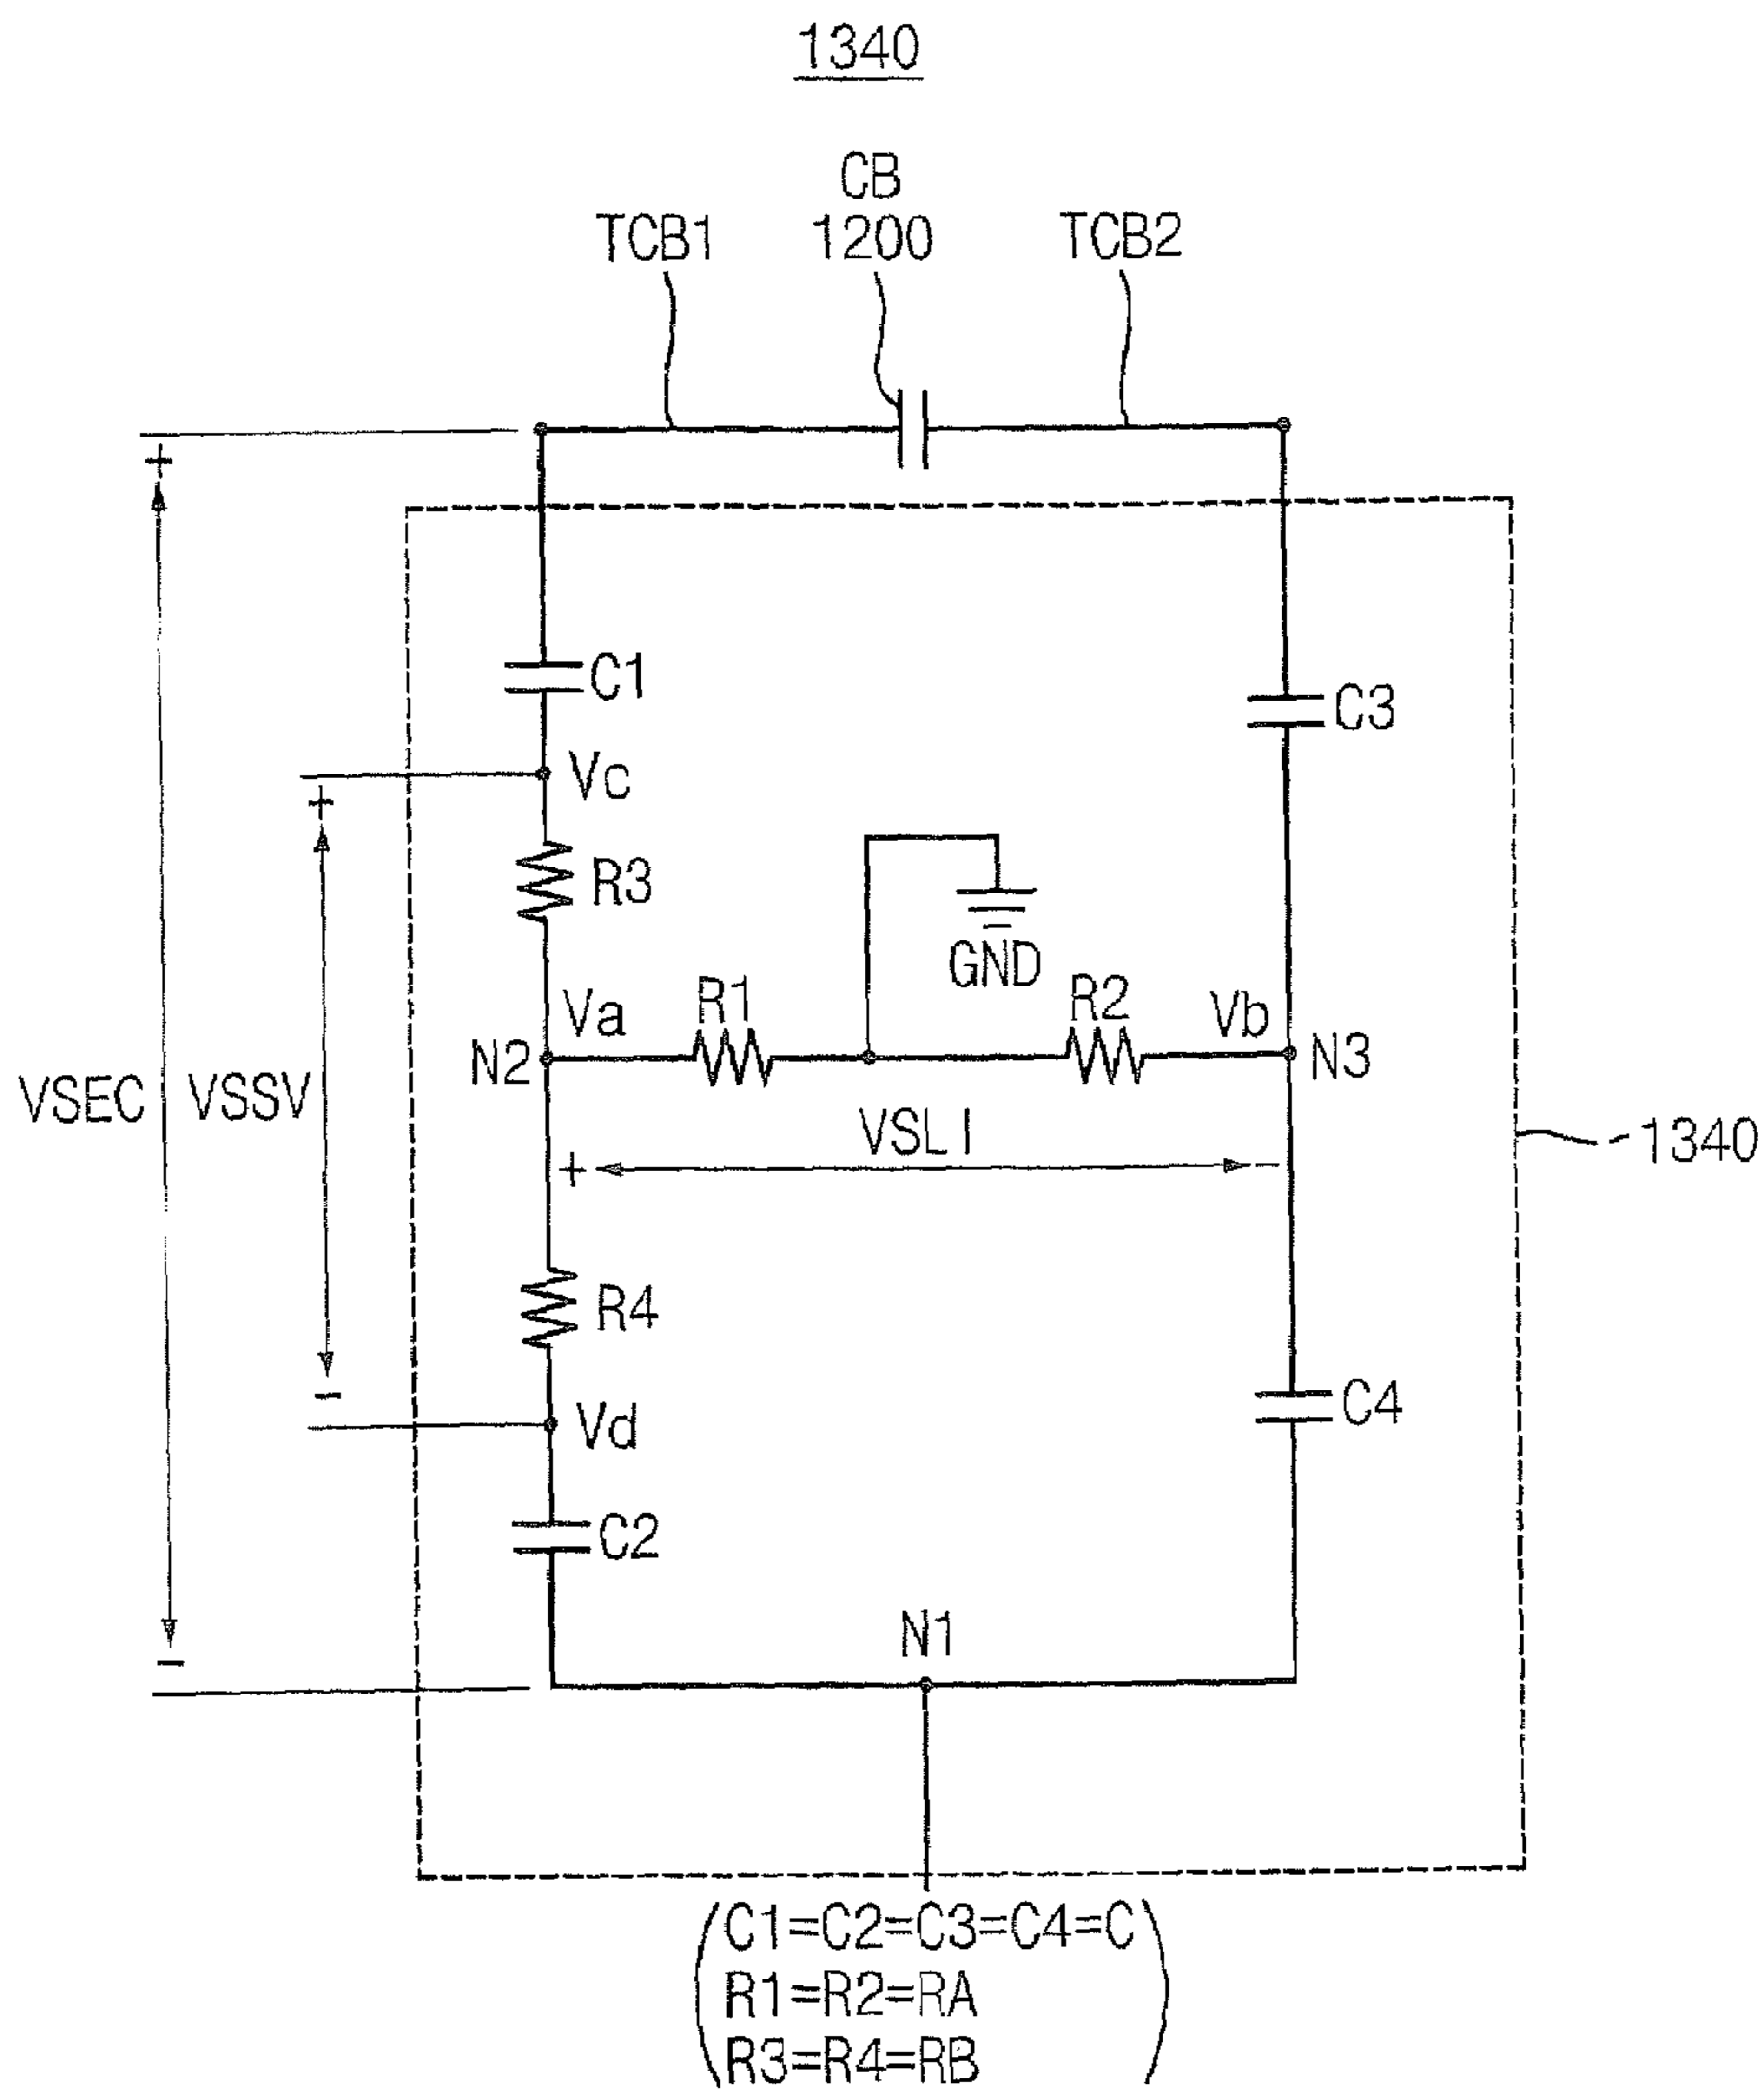 1340
CB
TCB1 1200 TCB2
+
C1
C3
Vc
+
R3
GND
Va R1 R2 Vb
N2 N3
VSEC VSSV
VSLI
1340
+ -
R4
-
C4
Vd
C2
N1
-
C1=C2=C3=C4=C
R1=R2=RA
R3=R4=RB